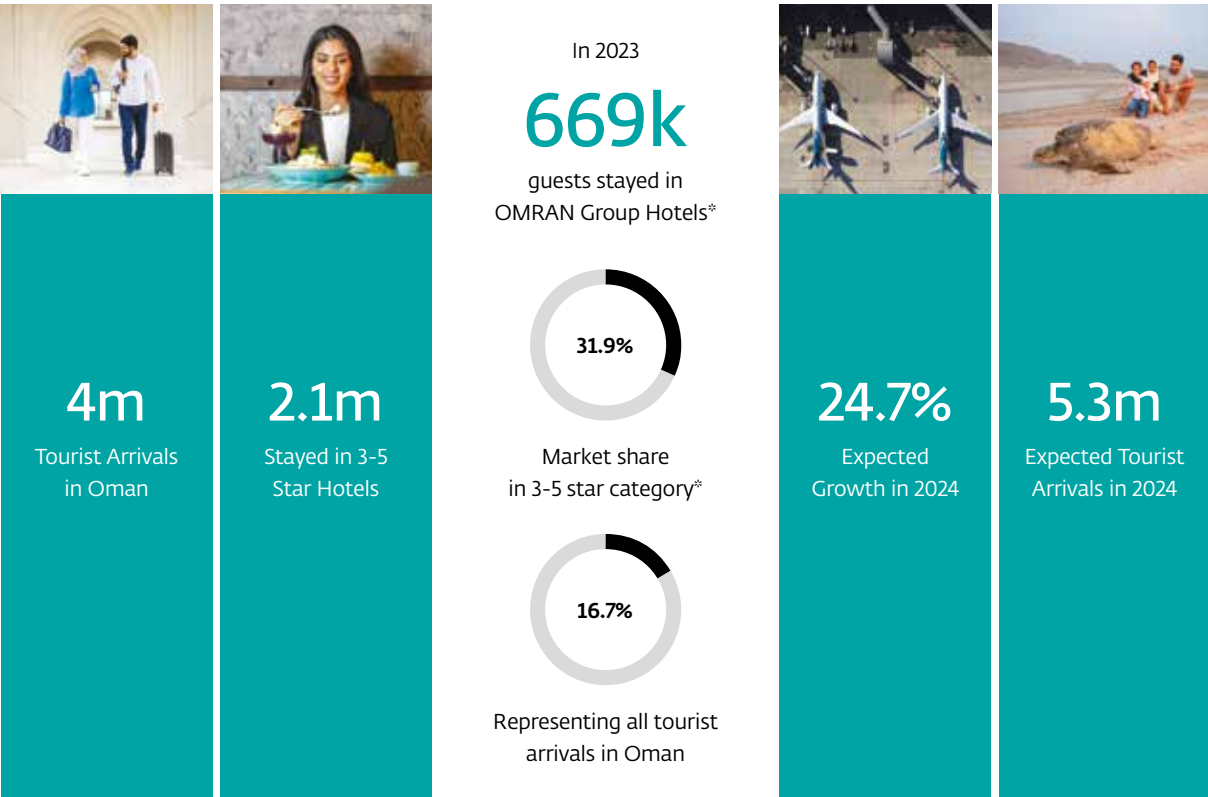 4m
Tourist Arrivals
in Oman
2.1m
Stayed in 3-5
Star Hotels
In 2023
669k
guests stayed in
OMRAN Group Hotels*
31.9%
Market share
in 3-5 star category*
16.7%
Representing all tourist
arrivals in Oman
24.7%
Expected
Growth in 2024
5.3m
Expected Tourist
Arrivals in 2024